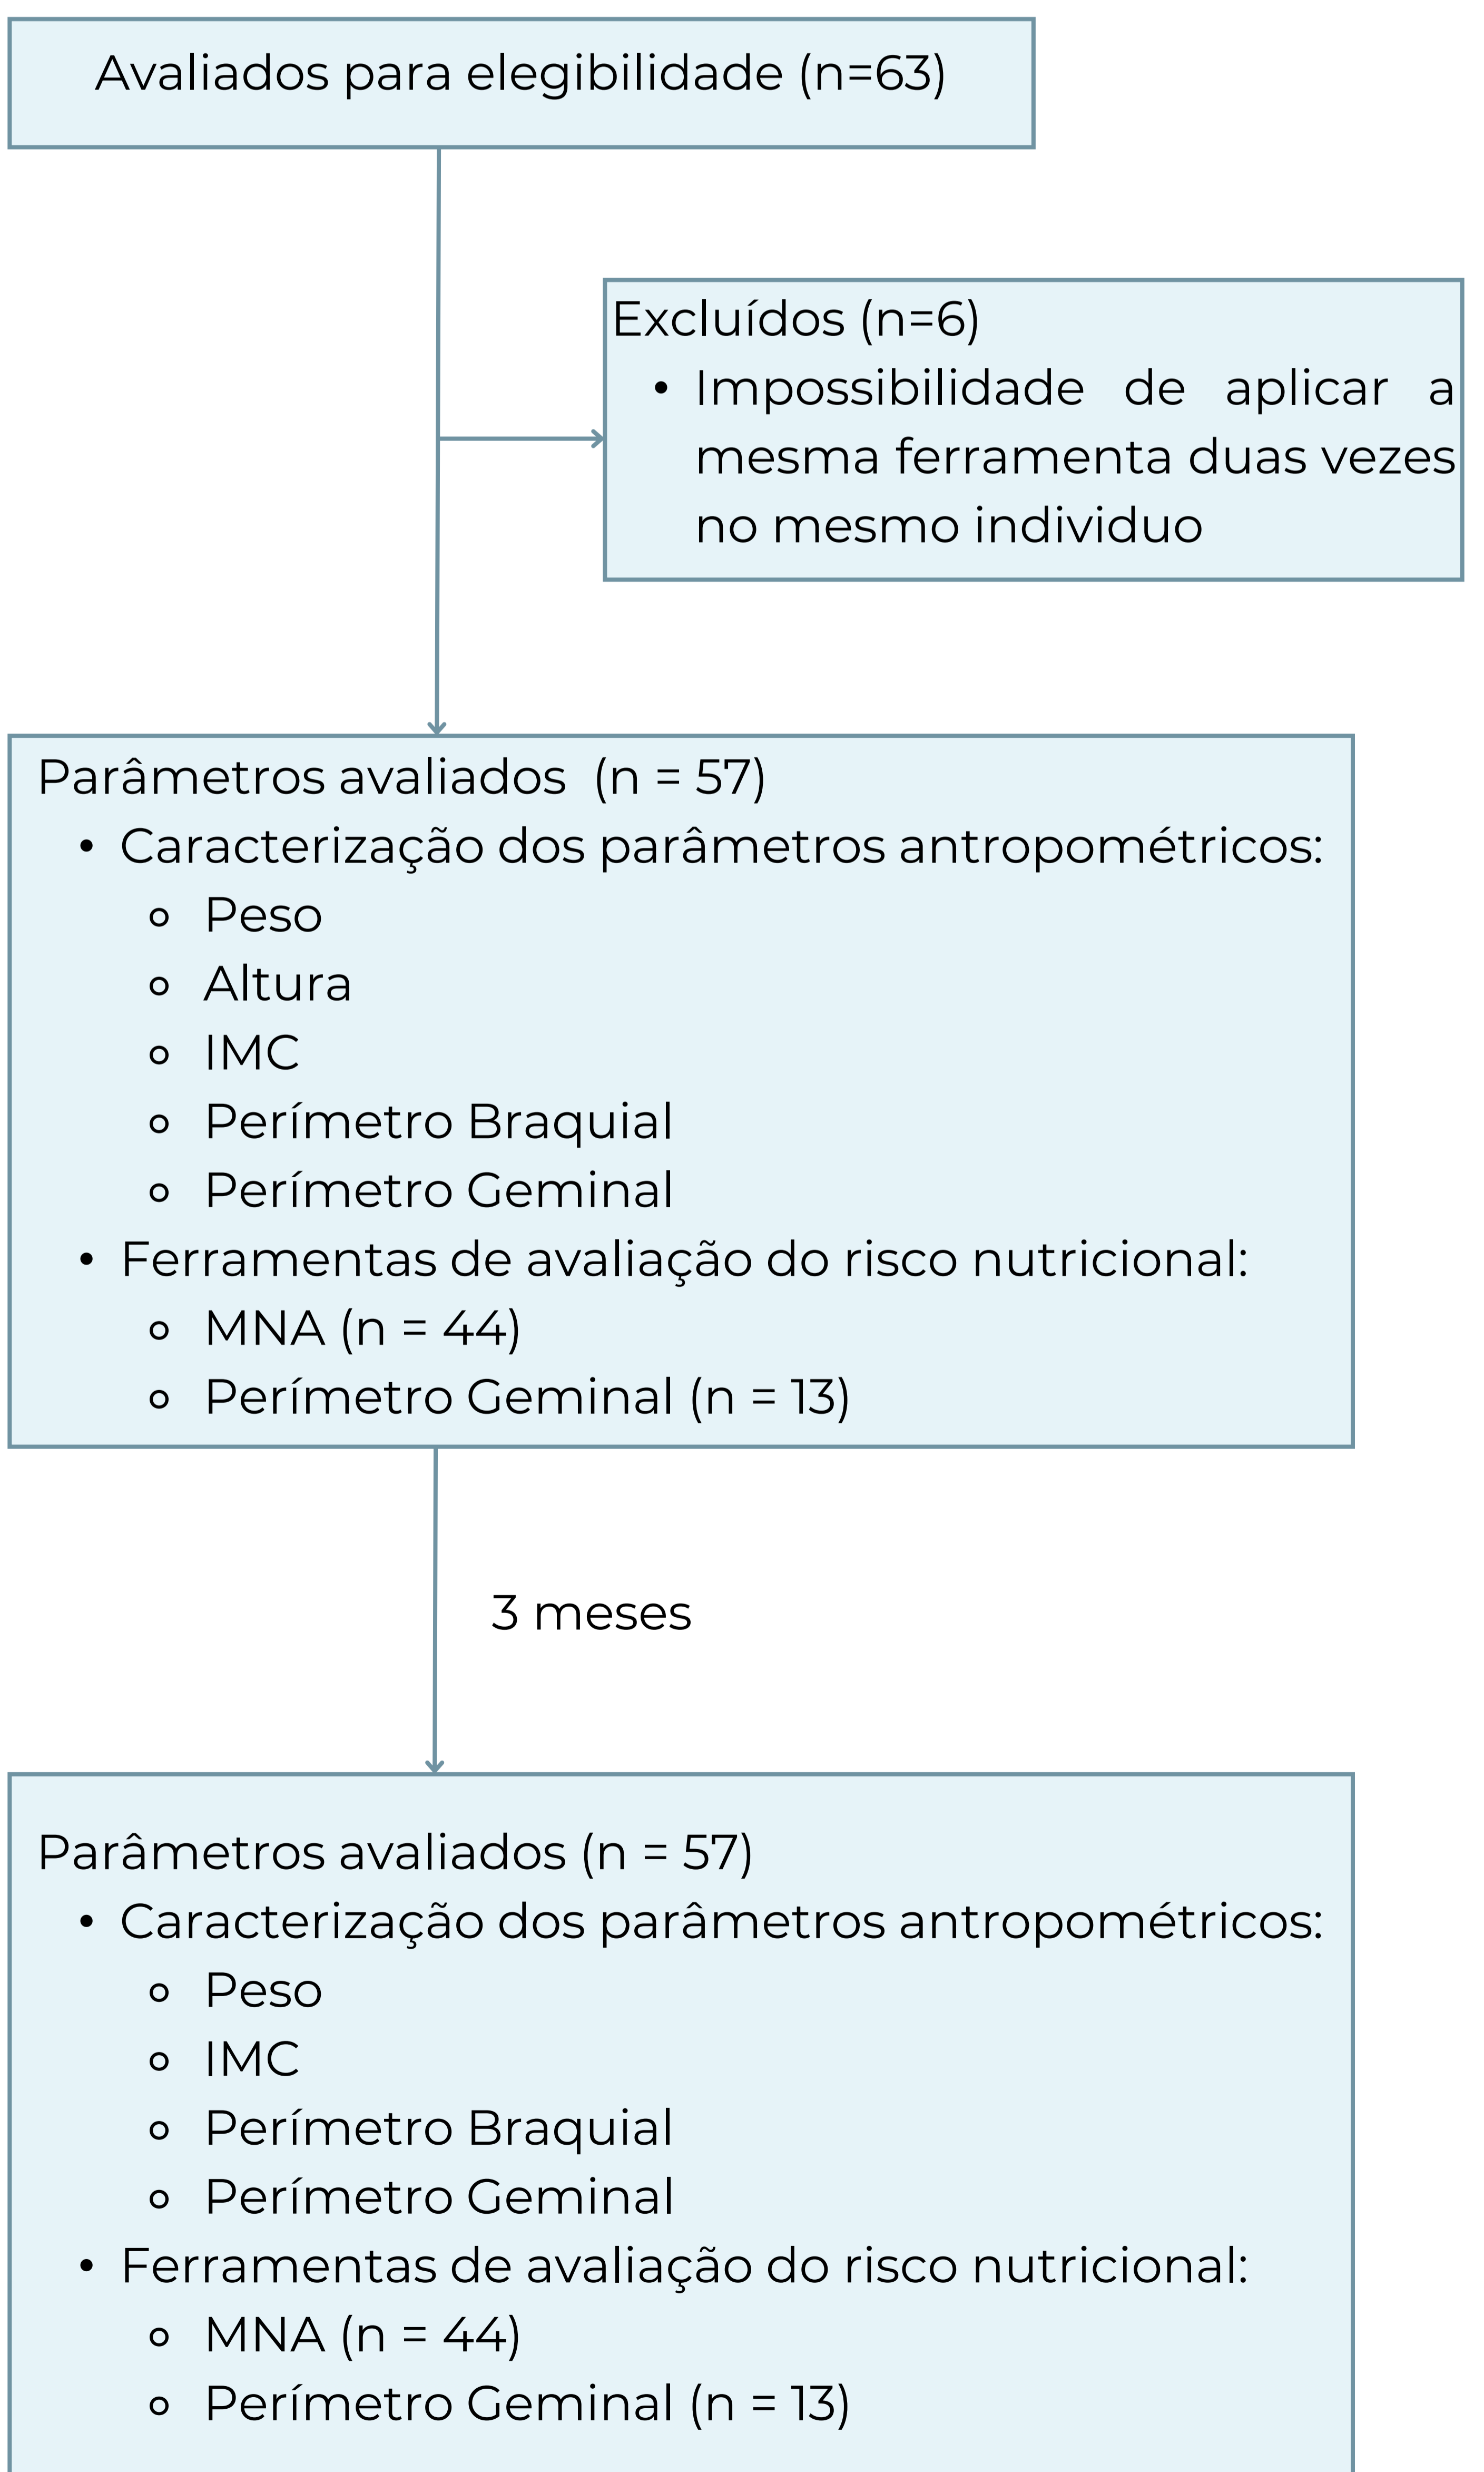 Avaliados para elegibilidade (n=63)
Excluídos (n=6)
• Impossibilidade de aplicar a
mesma ferramenta duas vezes
no mesmo individuo
Parâmetros avaliados (n = 57)
• Caracterização dos parâmetros antropométricos:
◦ Peso
◦ Altura
◦ IMC
◦ Perímetro Braquial
◦ Perímetro Geminal
• Ferramentas de avaliação do risco nutricional:
◦ MNA (n = 44)
◦ Perímetro Geminal (n = 13)
3 meses
Parâmetros avaliados (n = 57)
• Caracterização dos parâmetros antropométricos:
◦ Peso
◦ IMC
◦ Perímetro Braquial
◦ Perímetro Geminal
• Ferramentas de avaliação do risco nutricional:
◦ MNA (n = 44)
◦ Perímetro Geminal (n = 13)